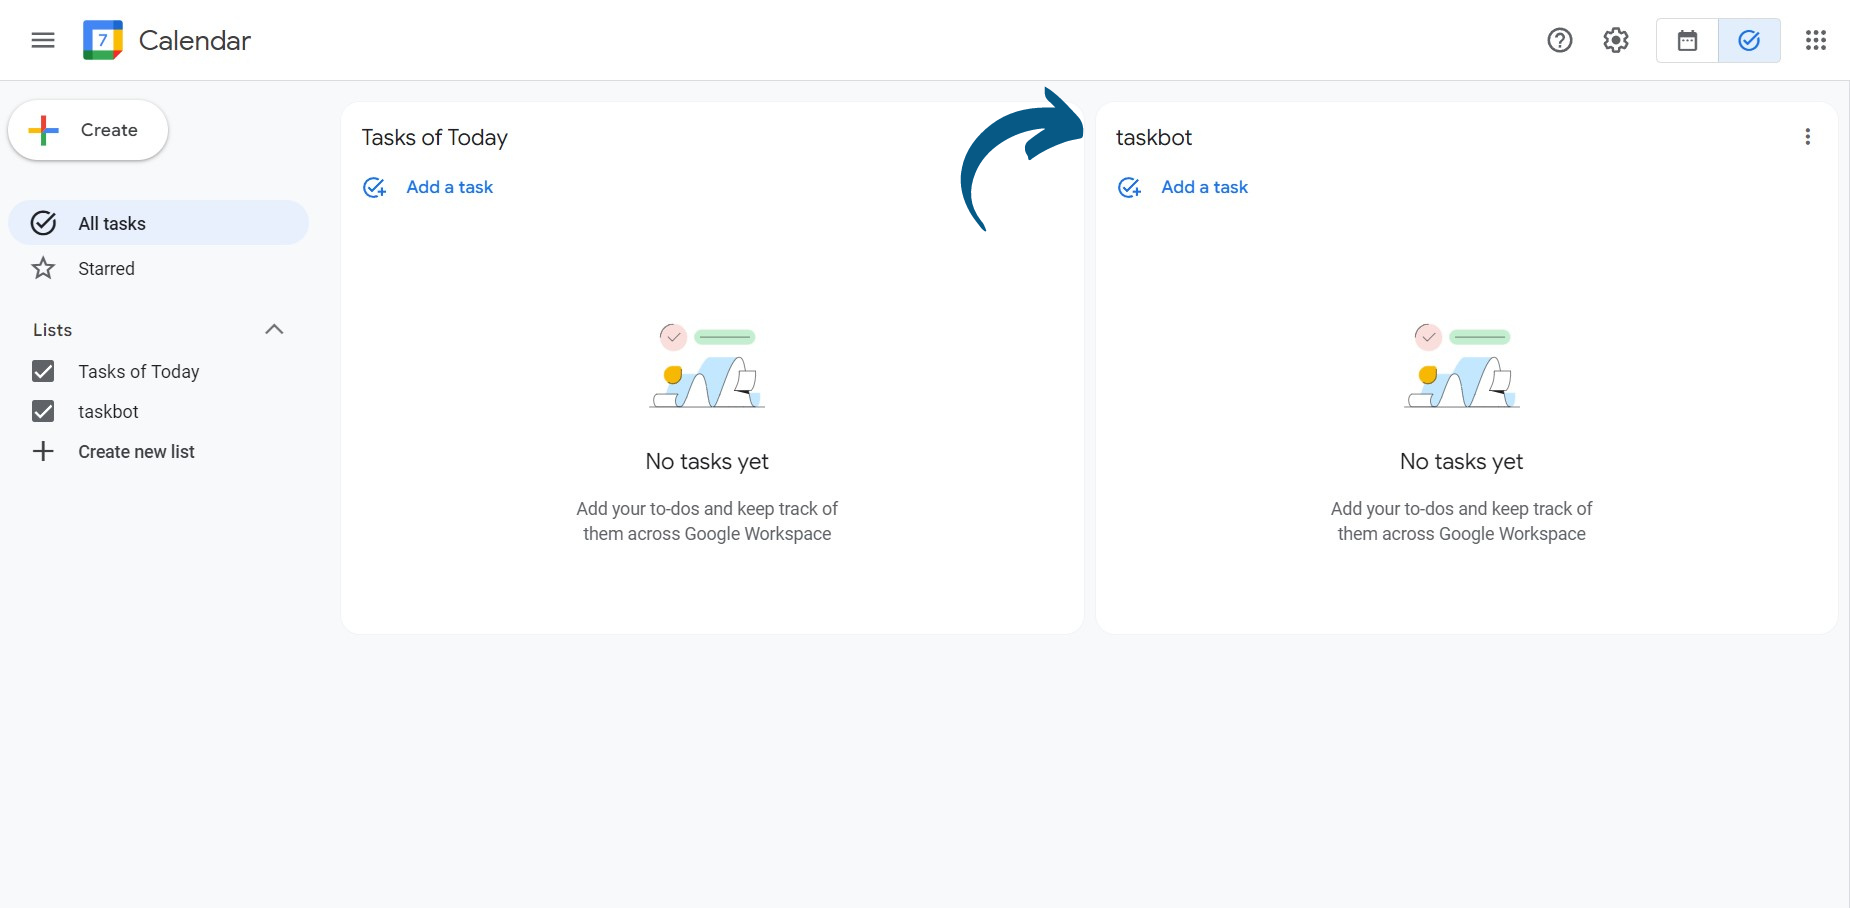 7
Calendar
Create
All tasks
Starred
Lists
Tasks of Today
taskbot
Create new list
Tasks of Today
Add a task
No tasks yet
Add your to-dos and keep track of
them across Google Workspace
taskbot
Add a task
No tasks yet
Add your to-dos and keep track of
them across Google Workspace